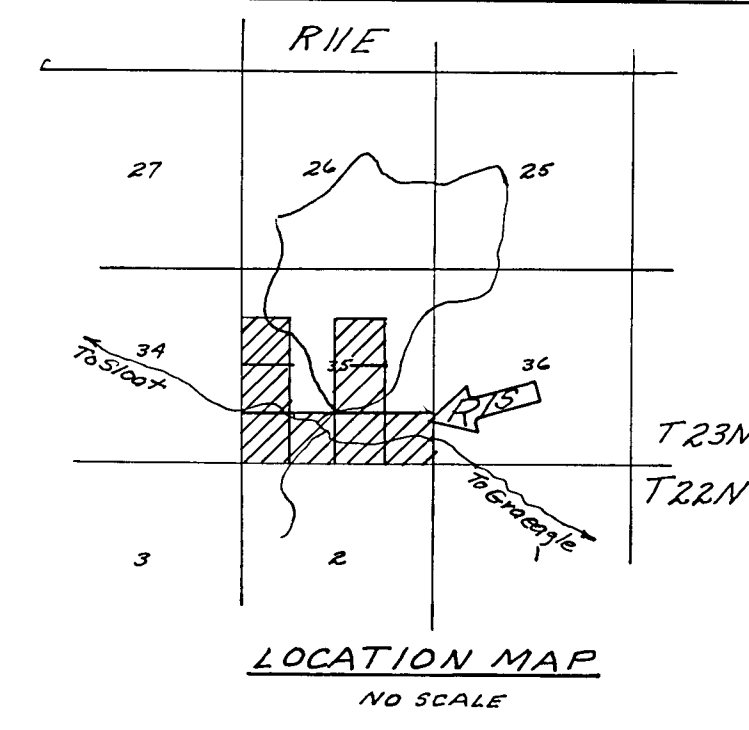 R11E
27 26 25
34 35 36
To Sloat
R/S
T23N
T22N
To Graeagle
3 2 1
LOCATION MAP
NO SCALE